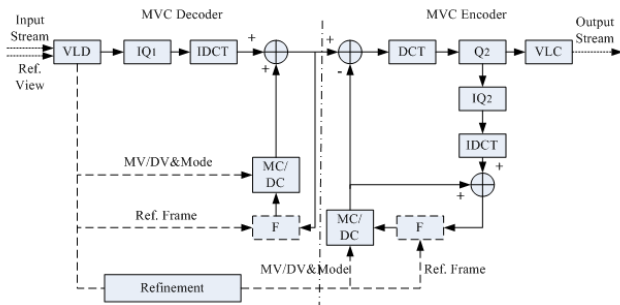 MVC Decoder
MVC Encoder
Input
Stream
Ref.
View
VLD
IQ1
IDCT
+
+
+
-
DCT
Q2
VLC
Output
Stream
IQ2
IDCT
+
+
MV/DV&Mode
MC/
DC
Ref. Frame
F
MC/
DC
F
MV/DV&Mode
Ref. Frame
Refinement